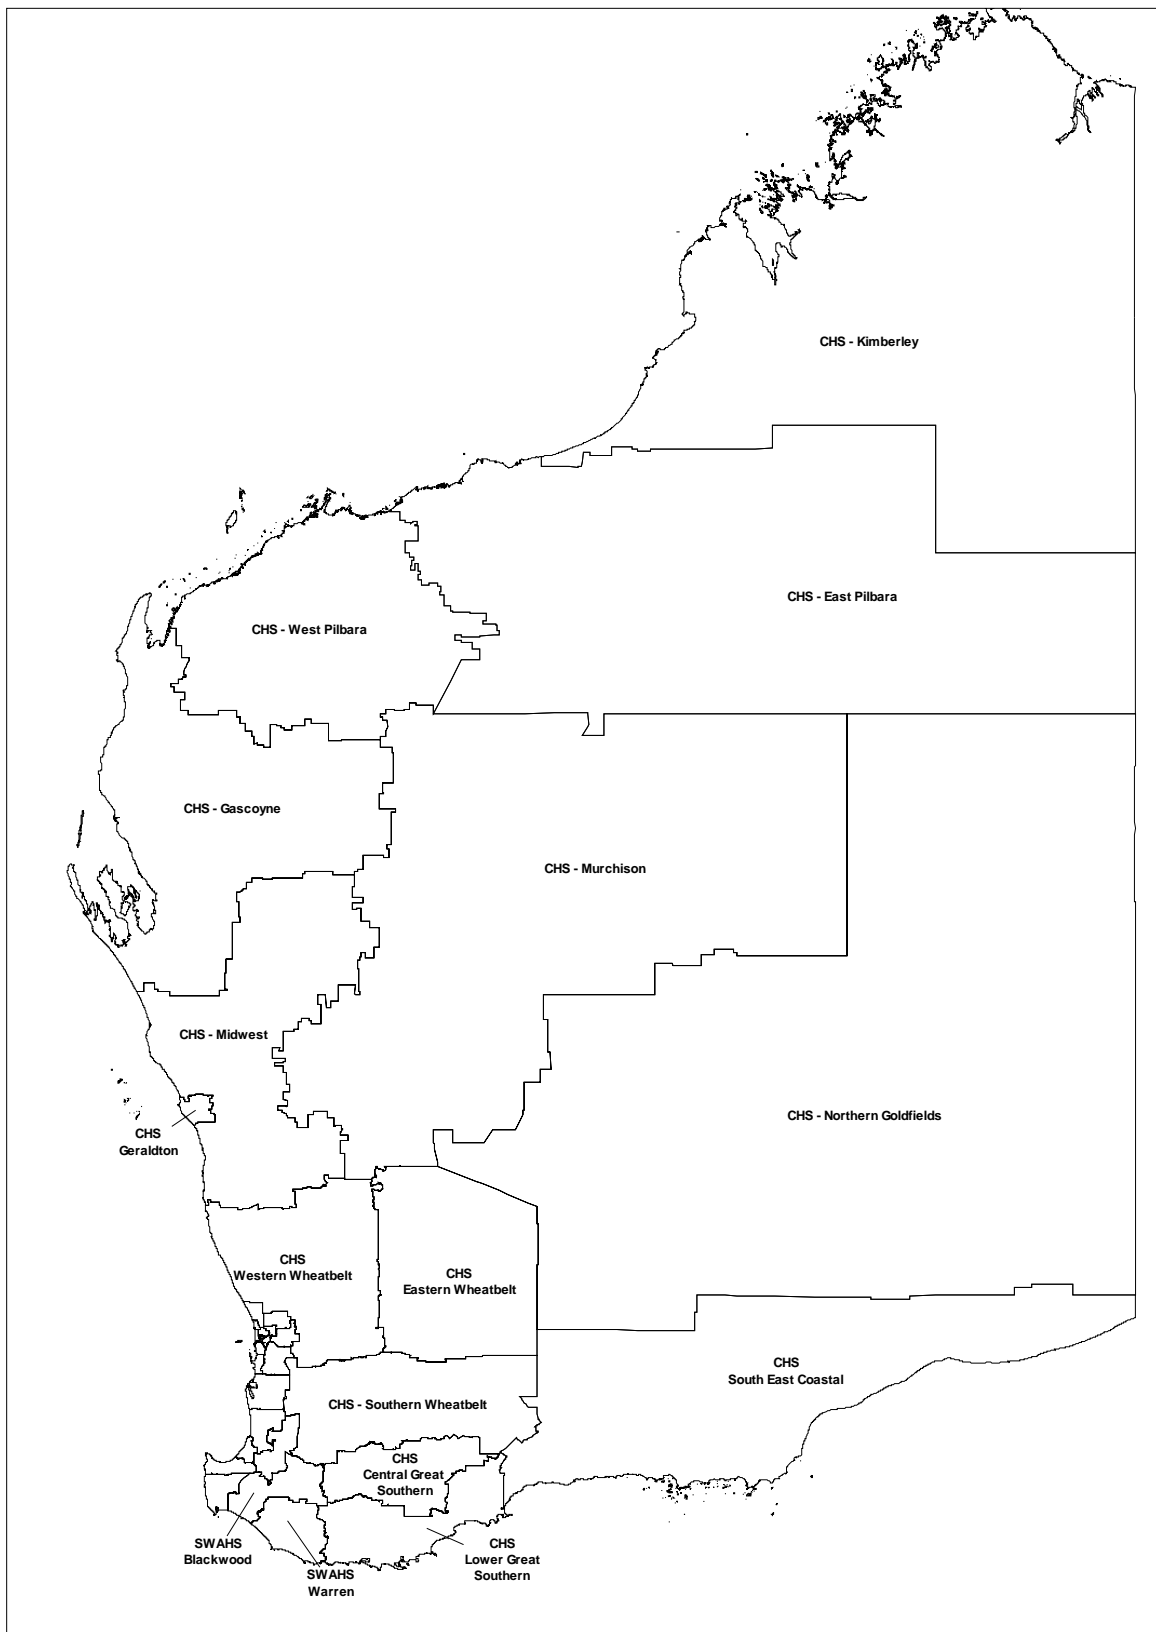 CHS - Kimberley
CHS - East Pilbara
CHS - West Pilbara
CHS - Gascoyne
CHS - Murchison
CHS - Midwest
CHS - Northern Goldfields
CHS
Geraldton
CHS
Western Wheatbelt
CHS
Eastern Wheatbelt
CHS
South East Coastal
CHS - Southern Wheatbelt
CHS
Central Great
Southern
SWAHS
Blackwood
CHS
Lower Great
Southern
SWAHS
Warren